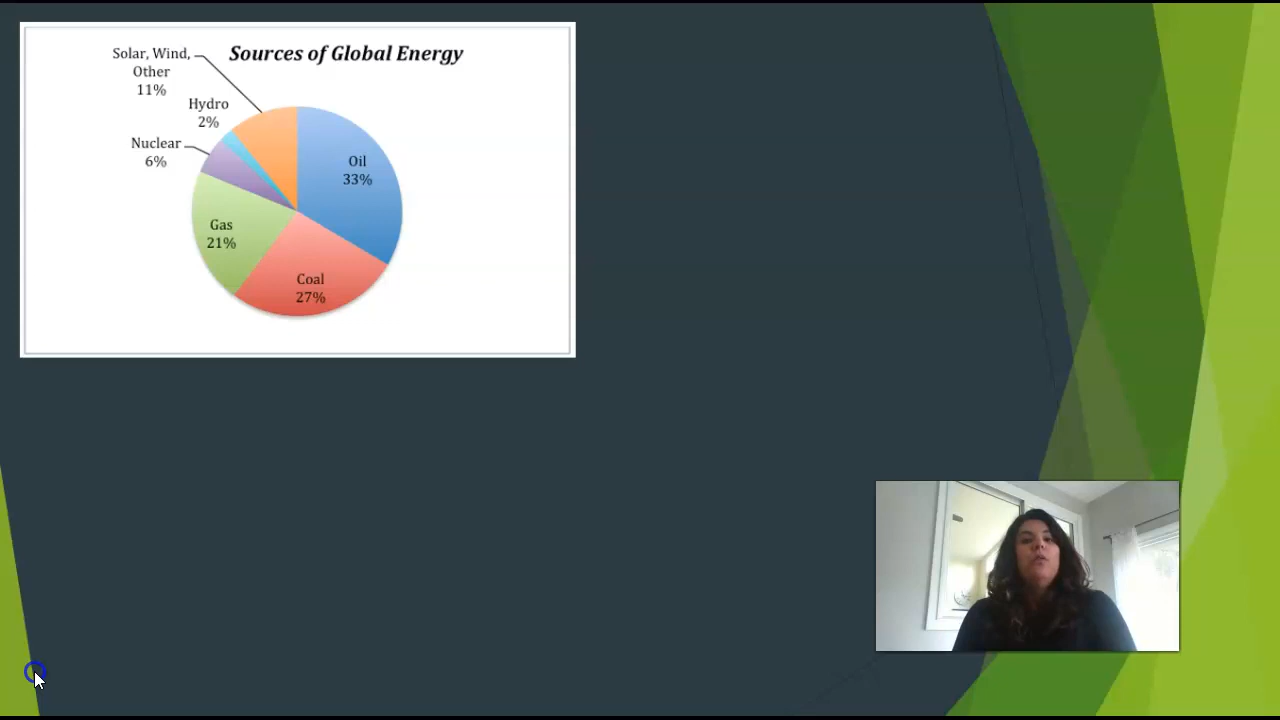 Sources of Global Energy
Solar, Wind,
Other
11%
Hydro
2%
Nuclear
6%
Oil
33%
Gas
21%
Coal
27%